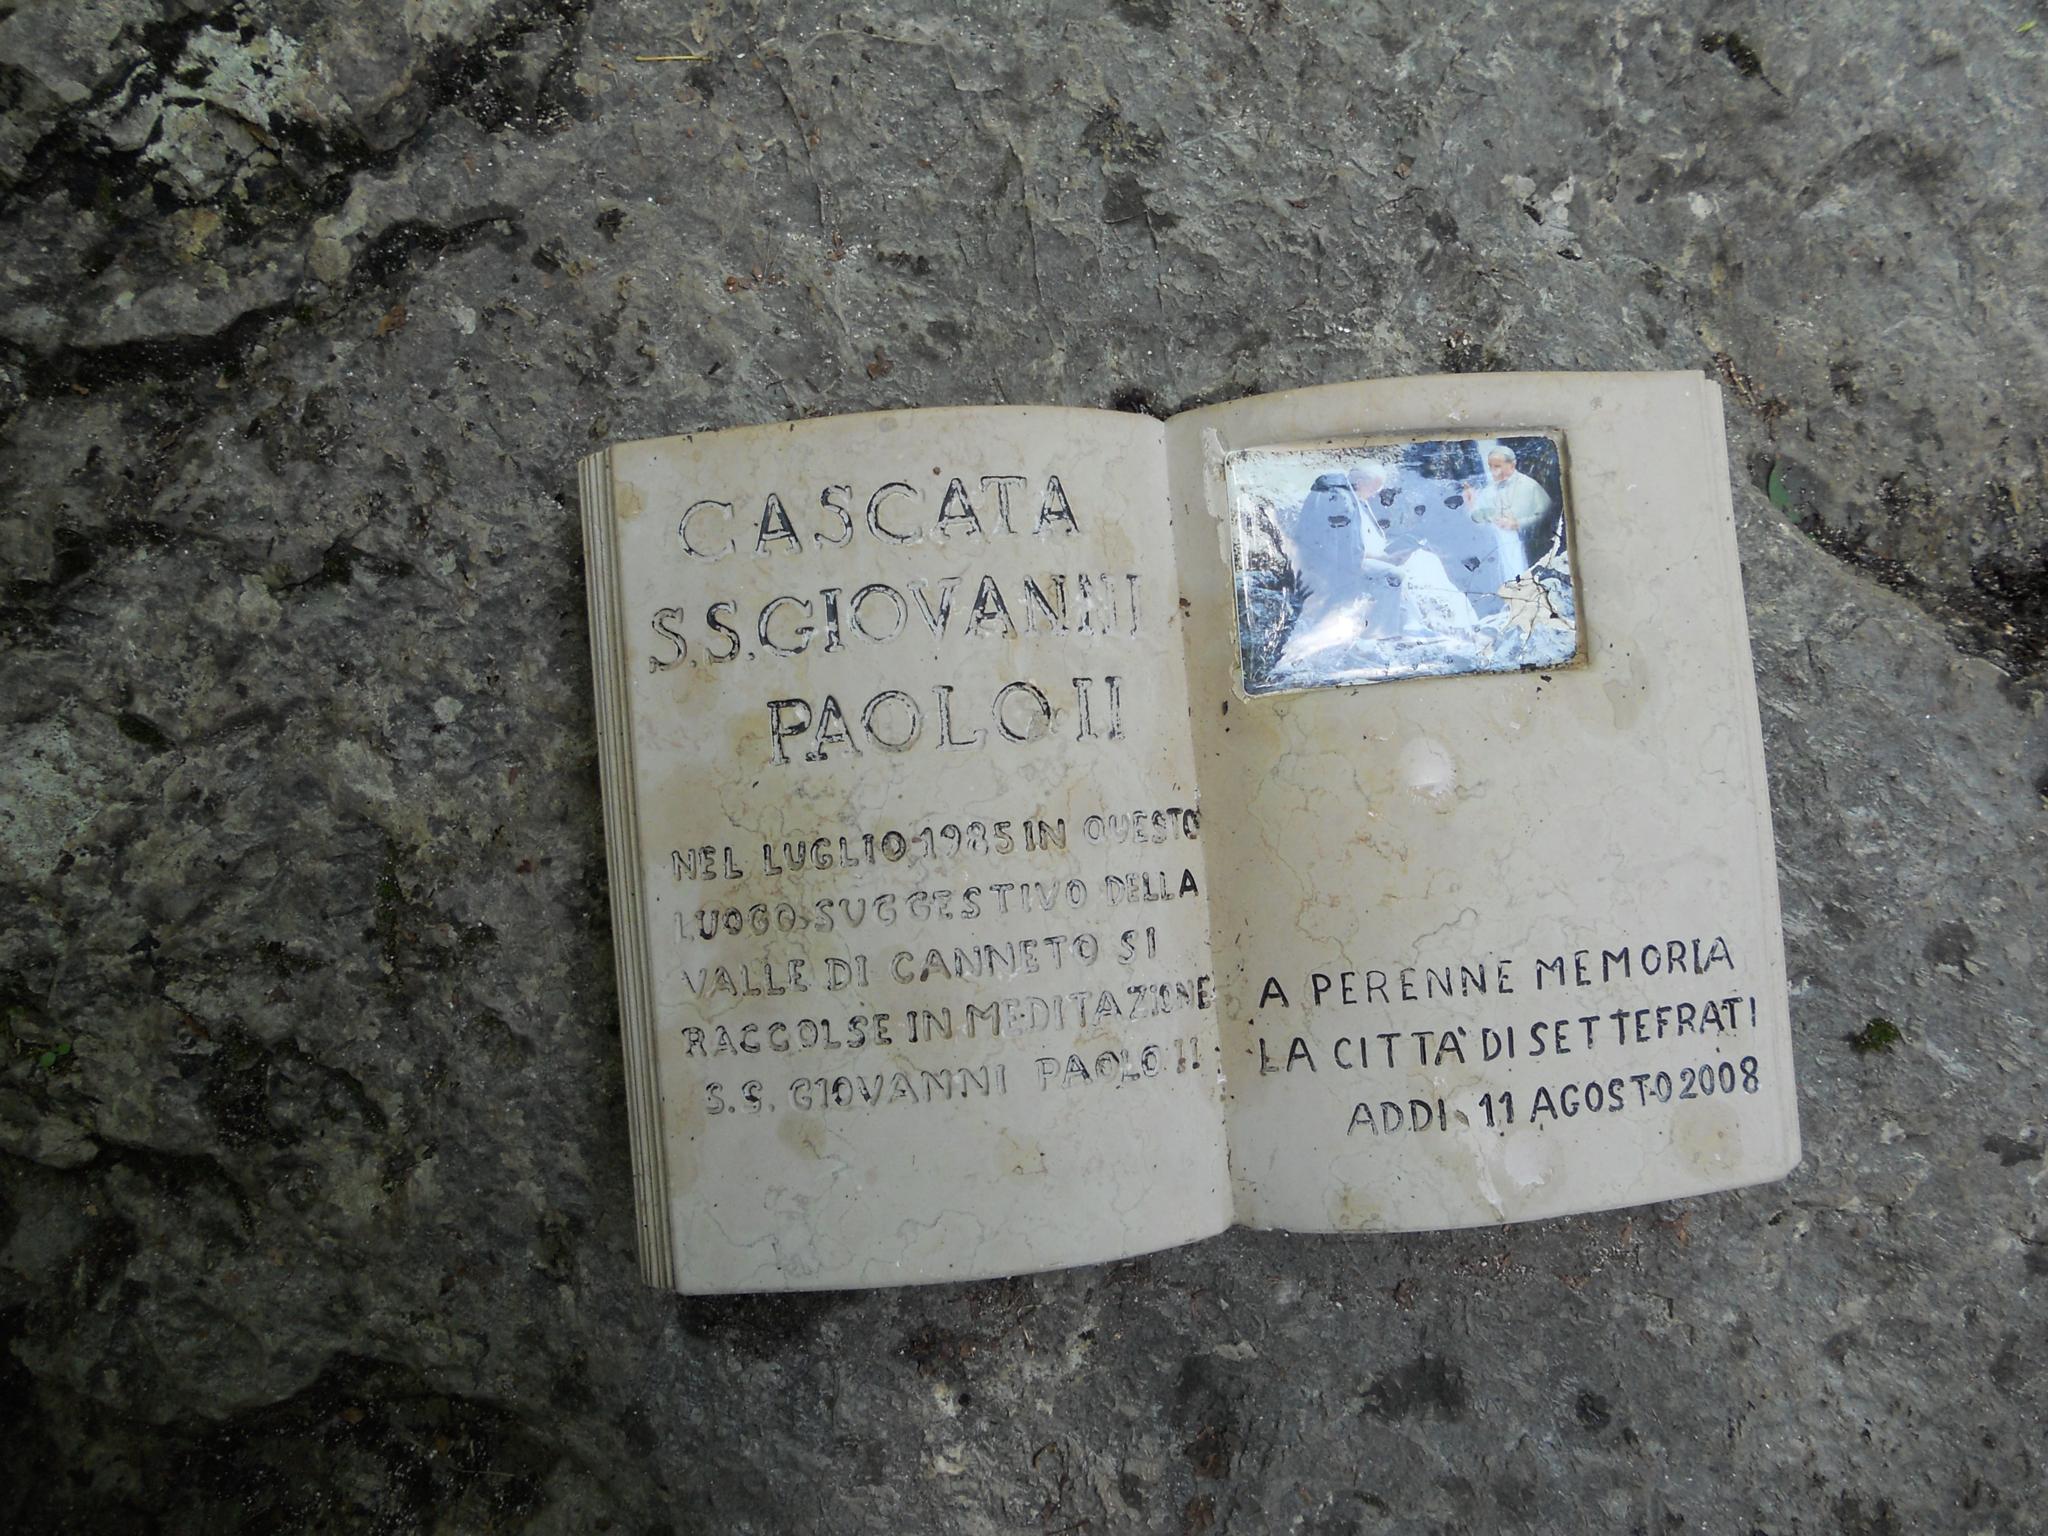 CASCATA
S.S. GIOVANNI
PAOLO II
NEL LUGLIO 1985 IN QUESTO
LUOGO SUGGESTIVO DELLA
VALLE DI CANNETO SI
RACCOLSE IN MEDITAZIONE
S.S. GIOVANNI PAOLO II
A PERENNE MEMORIA
LA CITTÀ DI SETTEFRATI
ADDI 11 AGOSTO 2008